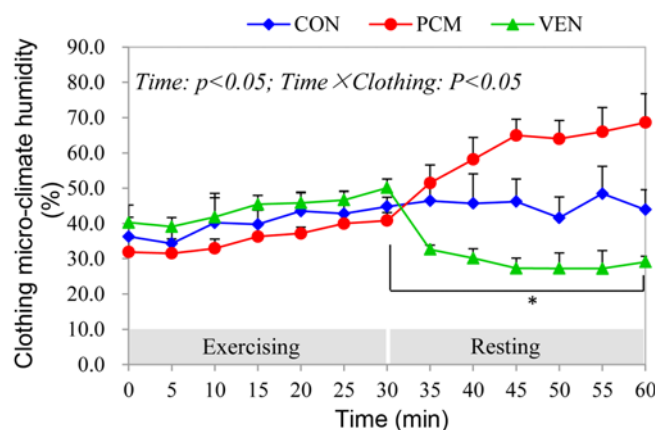 CON PCM VEN
Clothing micro-climate humidity
(%)
90.0
80.0
70.0
60.0
50.0
40.0
30.0
20.0
10.0
0.0
Time: p<0.05; Time×Clothing: P<0.05
*
Exercising Resting
0 5 10 15 20 25 30 35 40 45 50 55 60
Time (min)